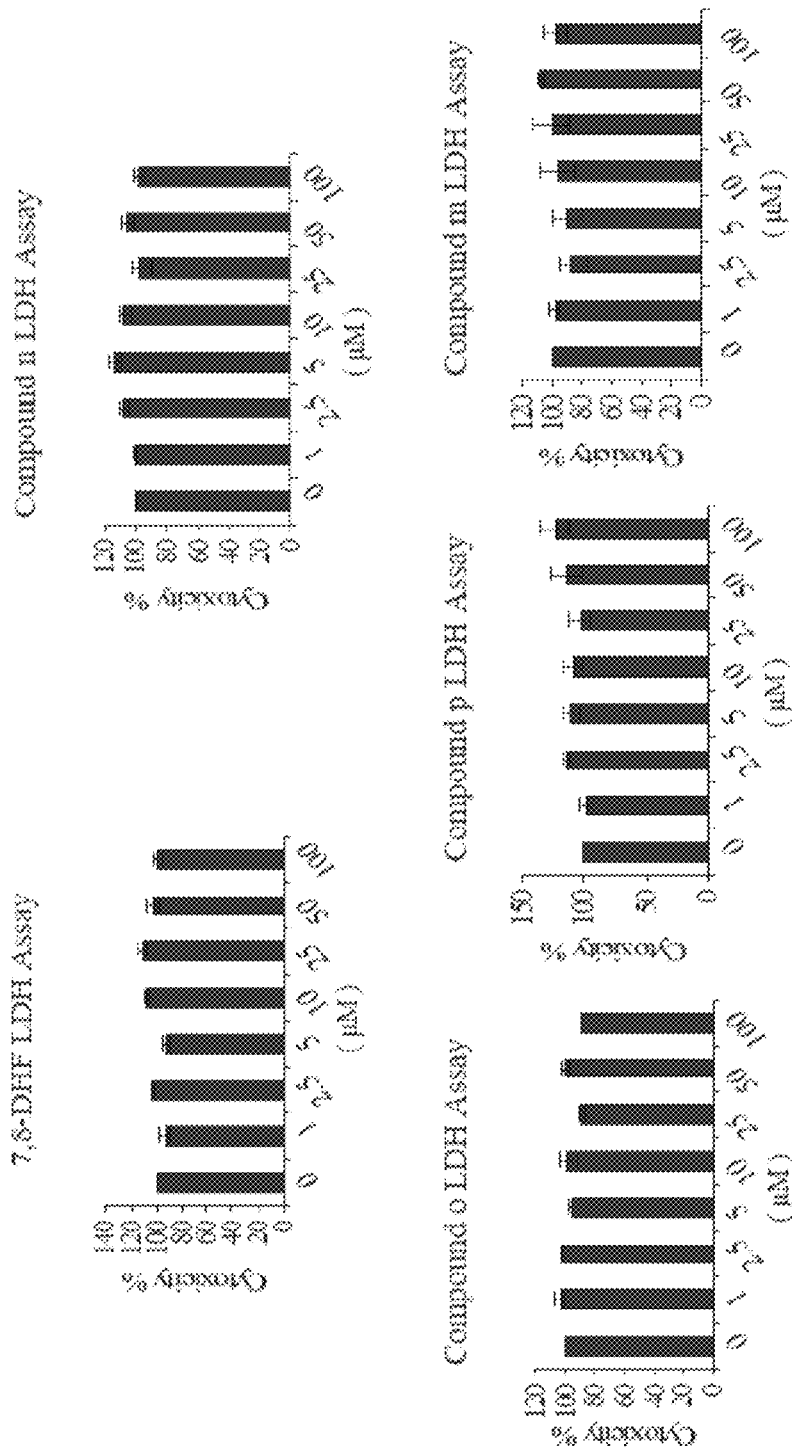 7,8-DHF LDH Assay
Cytoxicity %
140
120
100
80
60
40
20
0
0 1 2,5 5 10 25 50 100
( μM )
Compound n LDH Assay
Cytoxicity %
120
100
80
60
40
20
0
0 1 2,5 5 10 25 50 100
( μM )
Compound o LDH Assay
Cytoxicity %
120
100
80
60
40
20
0
0 1 2,5 5 10 25 50 100
( μM )
Compound p LDH Assay
Cytoxicity %
150
100
50
0
0 1 2,5 5 10 25 50 100
( μM )
Compound m LDH Assay
Cytoxicity %
120
100
80
60
40
20
0
0 1 2,5 5 10 25 50 100
( μM )